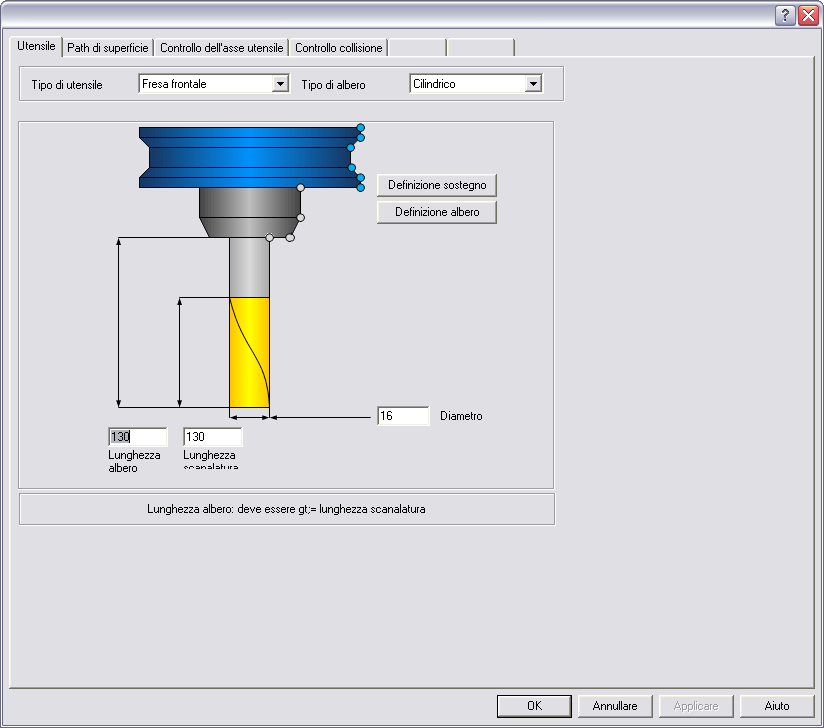 Utensile Path di superficie Controllo dell'asse utensile Controllo collisione
Tipo di utensile Fresa frontale Tipo di albero Cilindrico
Definizione sostegno
Definizione albero
16 Diametro
130 130
Lunghezza albero
Lunghezza scanalatura
Lunghezza albero: deve essere gt;= lunghezza scanalatura
OK Annullare Applicare Aiuto